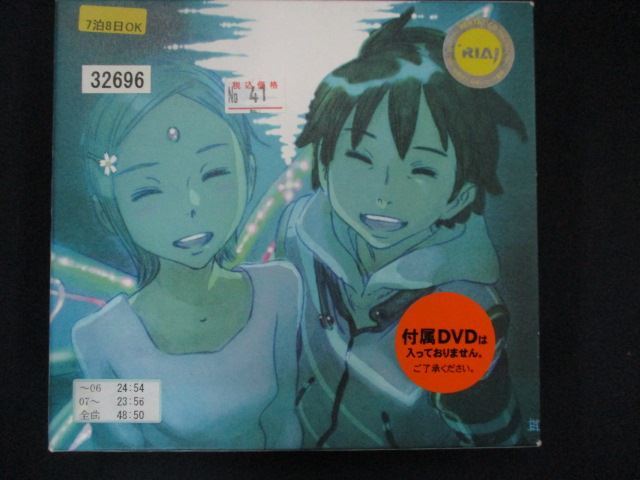 7泊8日OK
RIAJ
32696
税込価格
No 41
付属DVDは
入っておりません。
ご了承ください。
～06 24:54
07～ 23:56
全曲 48:50